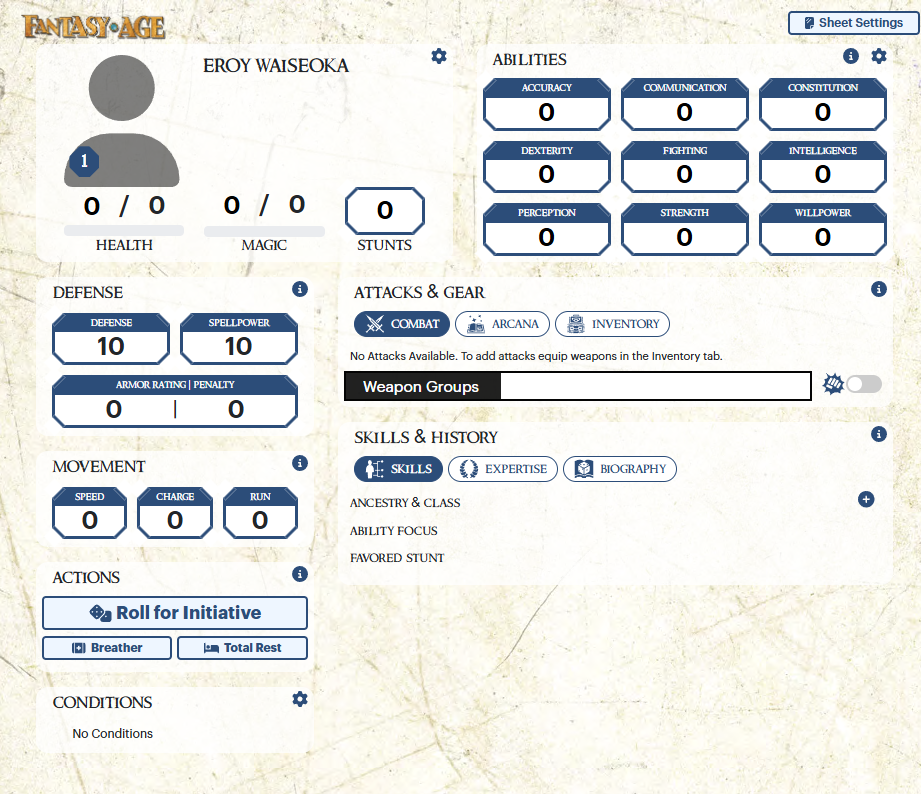 FANTASY AGE
Sheet Settings
EROY WAISEOKA
1
0 / 0
HEALTH
0 / 0
MAGIC
0
STUNTS
ABILITIES
ACCURACY
0
COMMUNICATION
0
CONSTITUTION
0
DEXTERITY
0
FIGHTING
0
INTELLIGENCE
0
PERCEPTION
0
STRENGTH
0
WILLPOWER
0
DEFENSE
DEFENSE
10
SPELLPOWER
10
ARMOR RATING | PENALTY
0 | 0
MOVEMENT
SPEED
0
CHARGE
0
RUN
0
ACTIONS
Roll for Initiative
Breather
Total Rest
CONDITIONS
No Conditions
ATTACKS & GEAR
COMBAT
ARCANA
INVENTORY
No Attacks Available. To add attacks equip weapons in the Inventory tab.
Weapon Groups
SKILLS & HISTORY
SKILLS
EXPERTISE
BIOGRAPHY
ANCESTRY & CLASS
ABILITY FOCUS
FAVORED STUNT